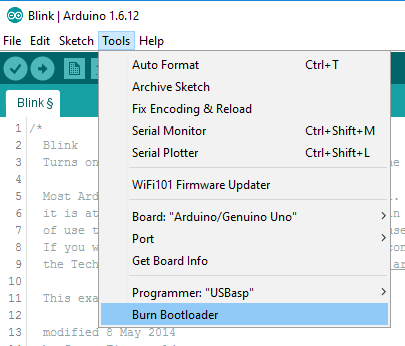 Blink | Arduino 1.6.12
File Edit Sketch Tools Help
Auto Format Ctrl+T
Archive Sketch
Fix Encoding & Reload
Serial Monitor Ctrl+Shift+M
Serial Plotter Ctrl+Shift+L
WiFi101 Firmware Updater
Board: "Arduino/Genuino Uno"
Port
Get Board Info
Programmer: "USBasp"
Burn Bootloader
Blink §
1 /*
2 Blink
3 Turns on
4
5 Most Ard
6 it is at
7 of use t
8 If you w
9 the Tech
10
11 This exa
12
13 modified 8 May 2014
14